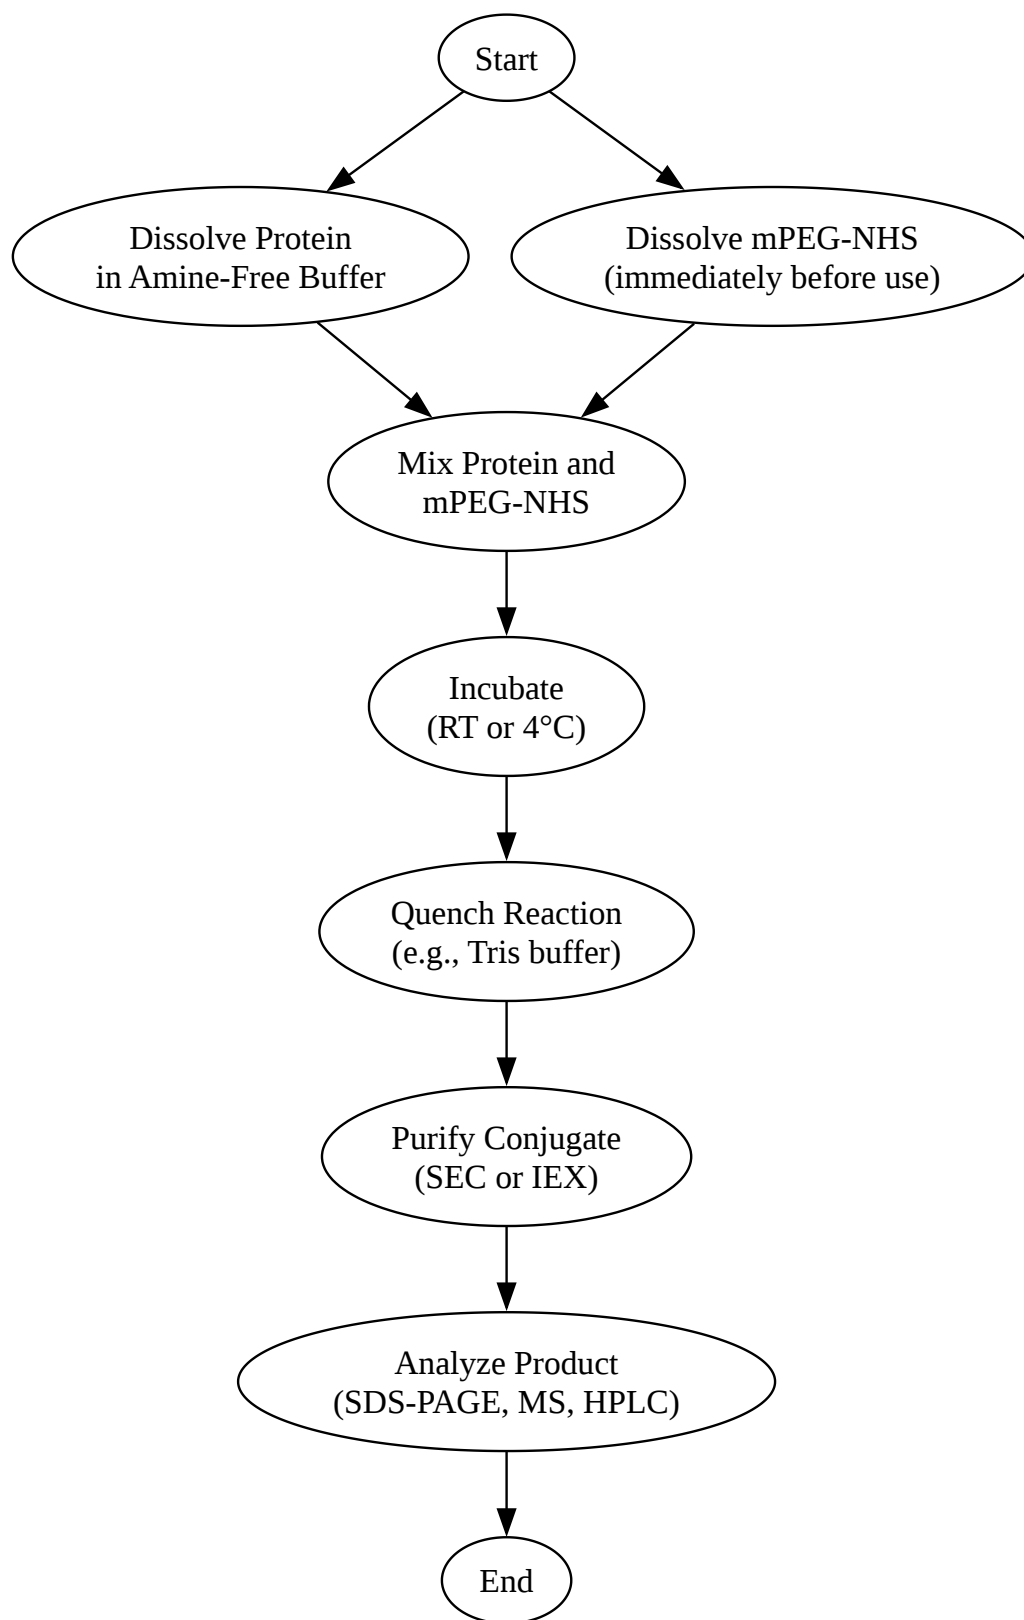 Start
Dissolve Protein
in Amine-Free Buffer
Dissolve mPEG-NHS
(immediately before use)
Mix Protein and
mPEG-NHS
Incubate
(RT or 4°C)
Quench Reaction
(e.g., Tris buffer)
Purify Conjugate
(SEC or IEX)
Analyze Product
(SDS-PAGE, MS, HPLC)
End